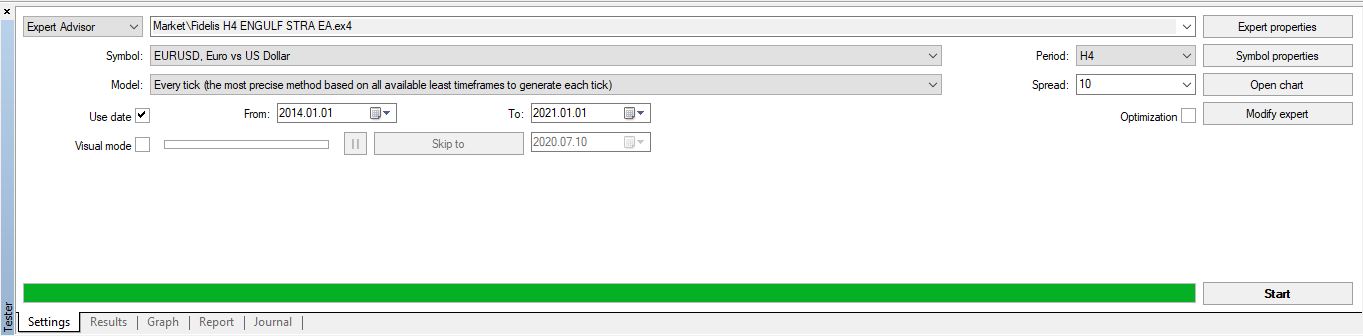 Expert Advisor Market\Fidelis H4 ENGULF STRA EA.ex4 Expert properties
Symbol: EURUSD, Euro vs US Dollar Period: H4 Symbol properties
Model: Every tick (the most precise method based on all available least timeframes to generate each tick) Spread: 10 Open chart
Use date From: 2014.01.01 To: 2021.01.01 Optimization Modify expert
Visual mode Skip to 2020.07.10
Start
Tester
Settings Results Graph Report Journal